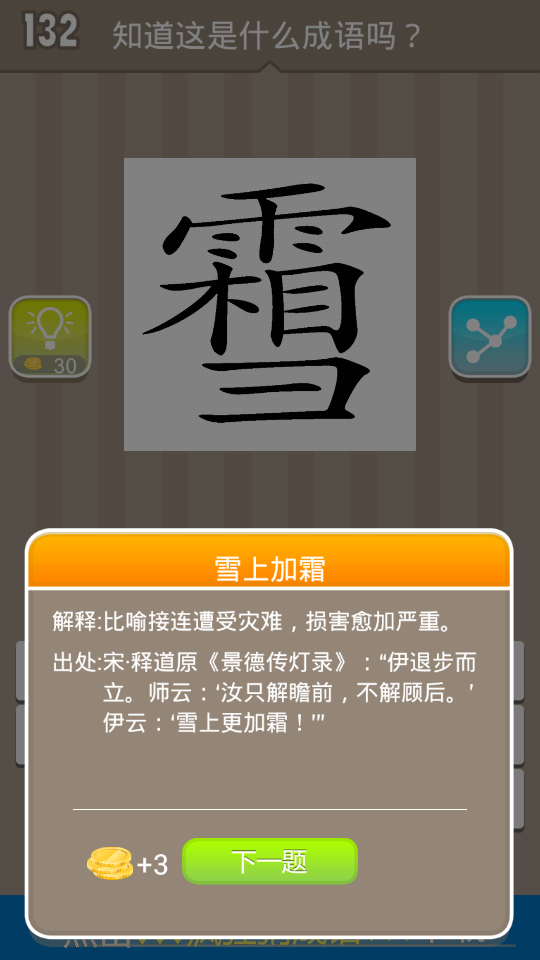 132
知道这是什么成语吗？
30
雪上加霜
解释:比喻接连遭受灾难，损害愈加严重。
出处:宋·释道原《景德传灯录》：“伊退步而
立。师云：‘汝只解瞻前，不解顾后。’
伊云：‘雪上更加霜！’”
+3
下一题